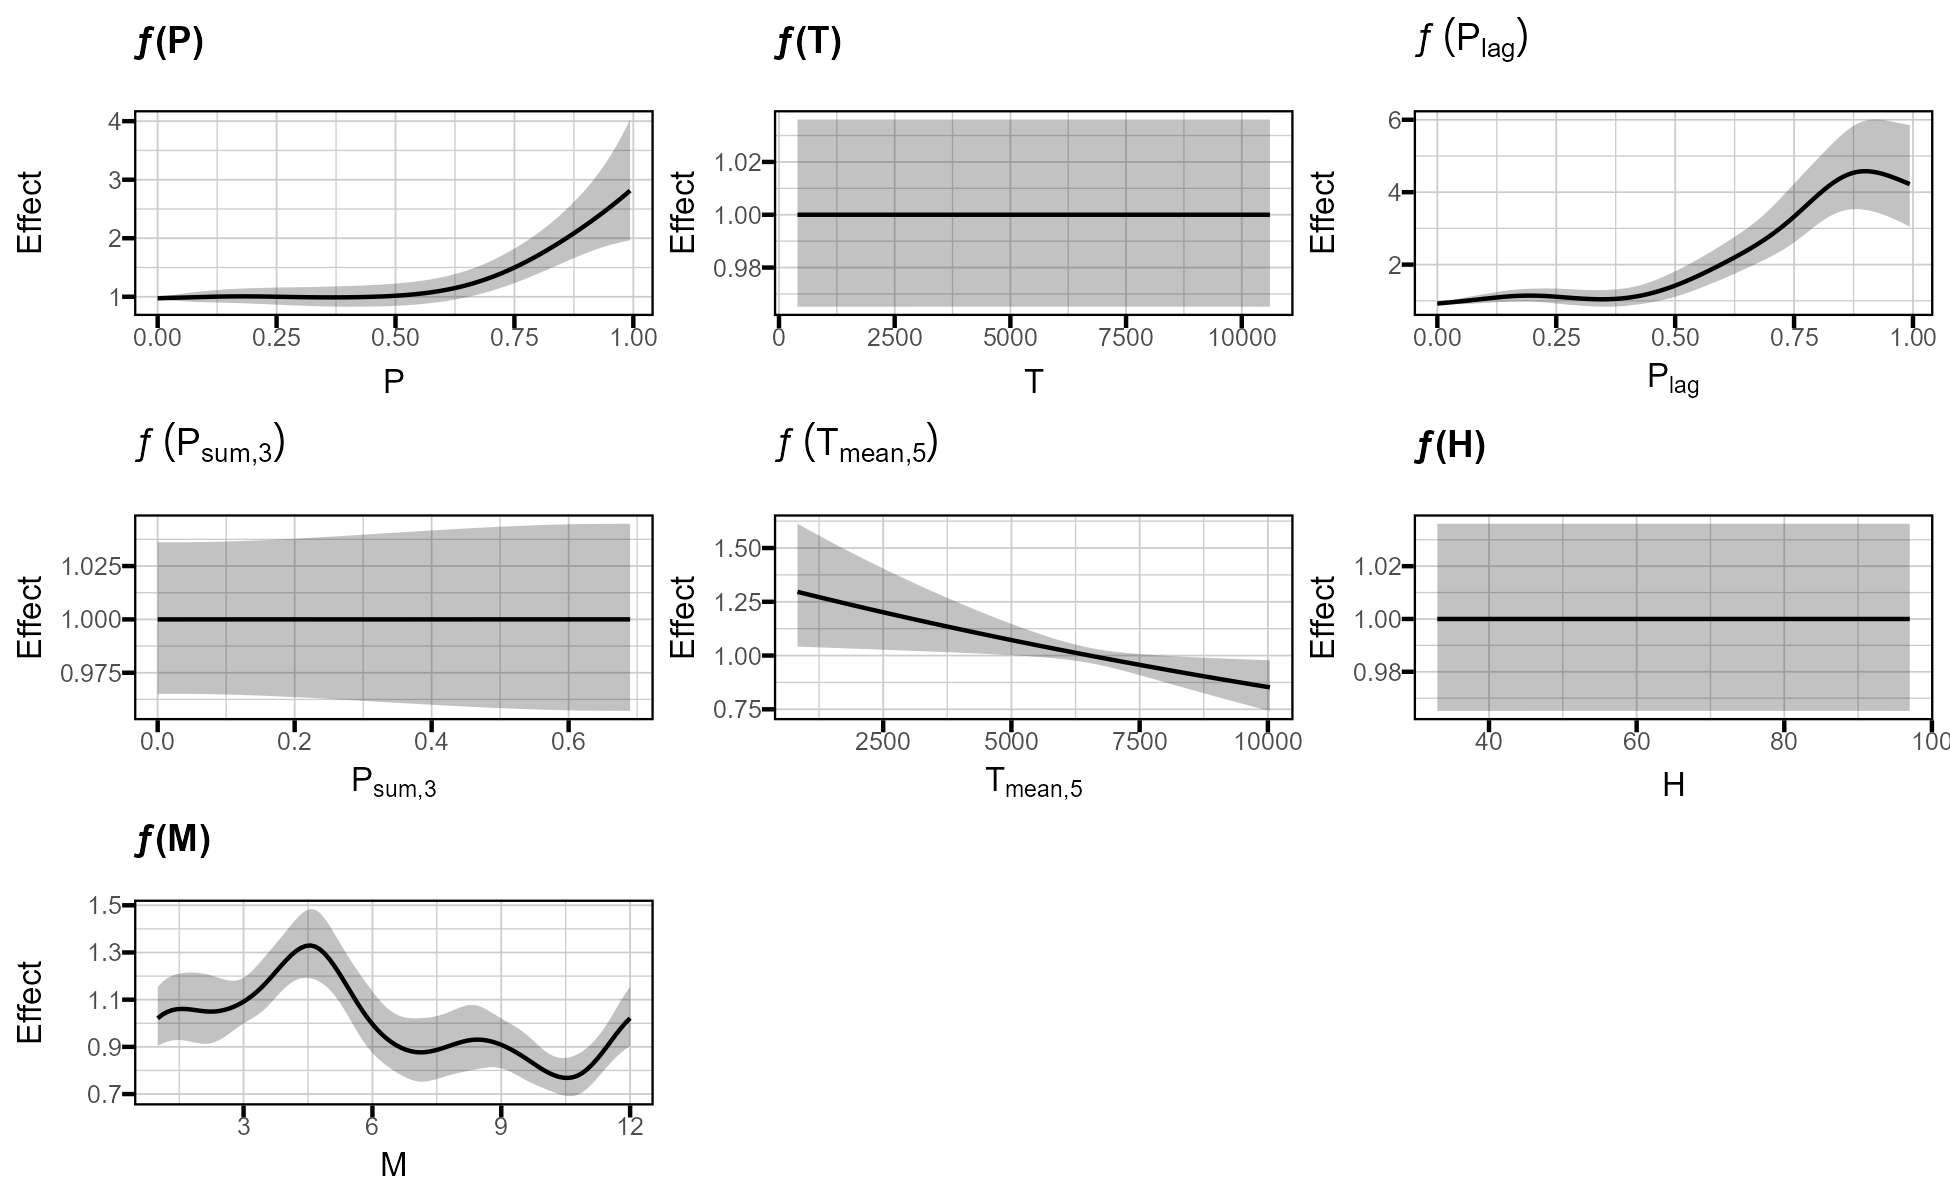 ƒ(P)
ƒ(T)
ƒ (Plag)
Effect
4
3
2
1
0.00 0.25 0.50 0.75 1.00
P
Effect
1.02
1.00
0.98
0 2500 5000 7500 10000
T
Effect
6
4
2
0.00 0.25 0.50 0.75 1.00
Plag
ƒ (Psum,3)
ƒ (Tmean,5)
ƒ(H)
Effect
1.025
1.000
0.975
0.0 0.2 0.4 0.6
Psum,3
Effect
1.50
1.25
1.00
0.75
2500 5000 7500 10000
Tmean,5
Effect
1.02
1.00
0.98
40 60 80 100
H
ƒ(M)
Effect
1.5
1.3
1.1
0.9
0.7
3 6 9 12
M